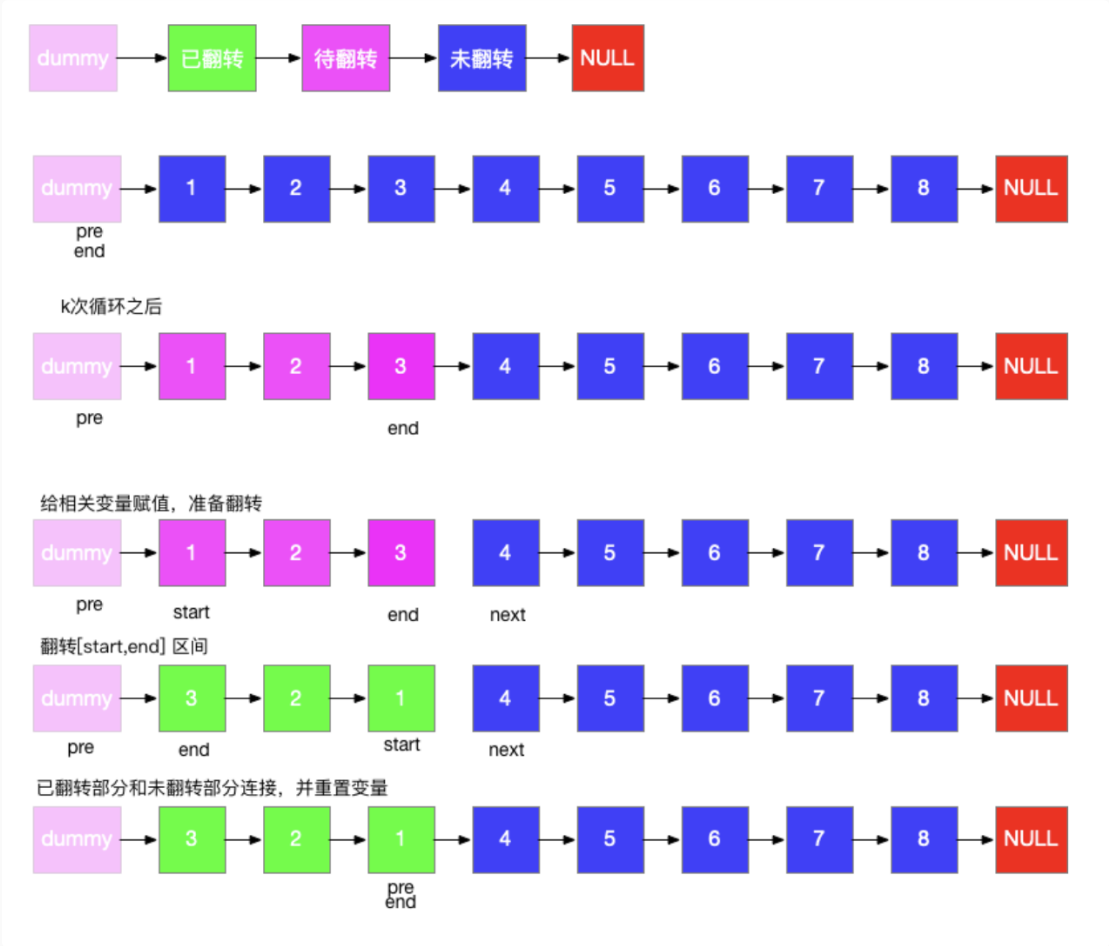 dummy 已翻转 待翻转 未翻转 NULL
dummy 1 2 3 4 5 6 7 8 NULL
pre
end
k次循环之后
dummy 1 2 3 4 5 6 7 8 NULL
pre end
给相关变量赋值，准备翻转
dummy 1 2 3 4 5 6 7 8 NULL
pre start end next
翻转[start,end] 区间
dummy 3 2 1 4 5 6 7 8 NULL
pre end start next
已翻转部分和未翻转部分连接，并重置变量
dummy 3 2 1 4 5 6 7 8 NULL
pre
end